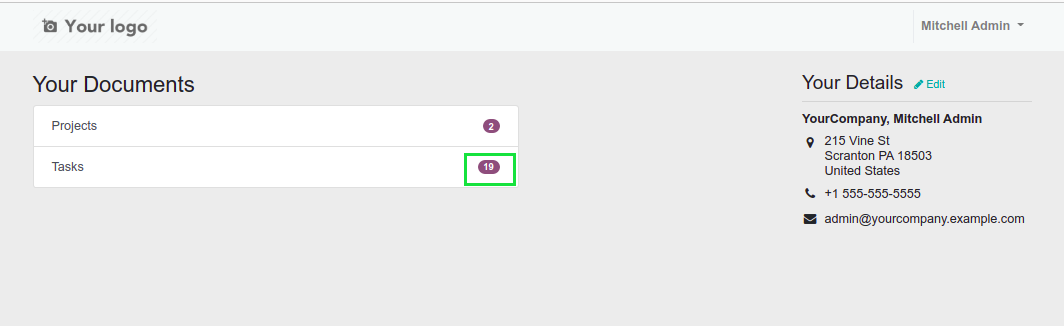 Your logo
Mitchell Admin
Your Documents
Projects 2
Tasks 19
Your Details Edit
YourCompany, Mitchell Admin
215 Vine St
Scranton PA 18503
United States
+1 555-555-5555
admin@yourcompany.example.com